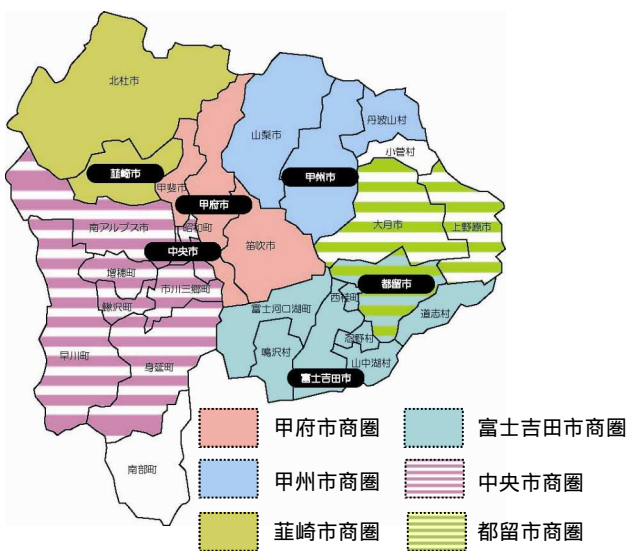 北杜市
丹波山村
山梨市
小菅村
韮崎市
甲斐市
甲州市
甲府市
南アルプス市
昭和町
大月市
上野原市
中央市
笛吹市
増穂町
都留市
市川三郷町
西桂町
鰍沢町
富士河口湖町
道志村
忍野村
早川町
身延町
鳴沢村
山中湖村
富士吉田市
南部町
甲府市商圏
富士吉田市商圏
甲州市商圏
中央市商圏
韮崎市商圏
都留市商圏